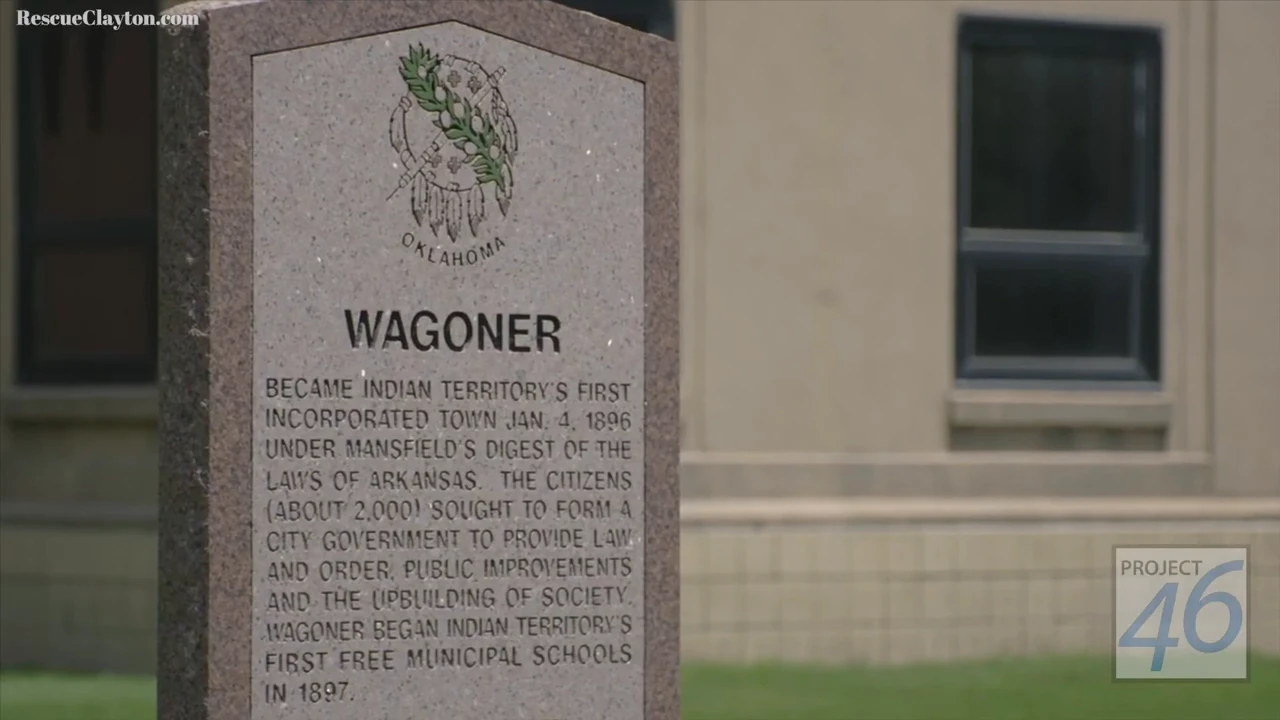 RescueClayton.com
OKLAHOMA
WAGONER
BECAME INDIAN TERRITORY'S FIRST
INCORPORATED TOWN JAN. 4, 1896
UNDER MANSFIELD'S DIGEST OF THE
LAWS OF ARKANSAS. THE CITIZENS
(ABOUT 2,000) SOUGHT TO FORM A
CITY GOVERNMENT TO PROVIDE LAW
AND ORDER, PUBLIC IMPROVEMENTS
AND THE UPBUILDING OF SOCIETY.
WAGONER BEGAN INDIAN TERRITORY'S
FIRST FREE MUNICIPAL SCHOOLS
IN 1897.
PROJECT
46